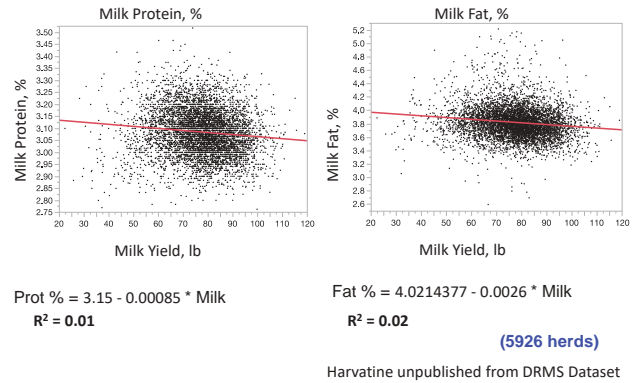 Milk Protein, %
Milk Fat, %
Milk Protein, %
3.50
3.45
3.40
3.35
3.30
3.25
3.20
3.15
3.10
3.05
3.00
2.95
2.90
2.85
2.80
2.75
20 30 40 50 60 70 80 90 100 110 120
Milk Yield, lb
Milk Fat, %
5.2
5.0
4.8
4.6
4.4
4.2
4.0
3.8
3.6
3.4
3.2
3.0
2.8
2.6
20 30 40 50 60 70 80 90 100 110 120
Milk Yield, lb
Prot % = 3.15 - 0.00085 * Milk
R² = 0.01
Fat % = 4.0214377 - 0.0026 * Milk
R² = 0.02
(5926 herds)
Harvatine unpublished from DRMS Dataset